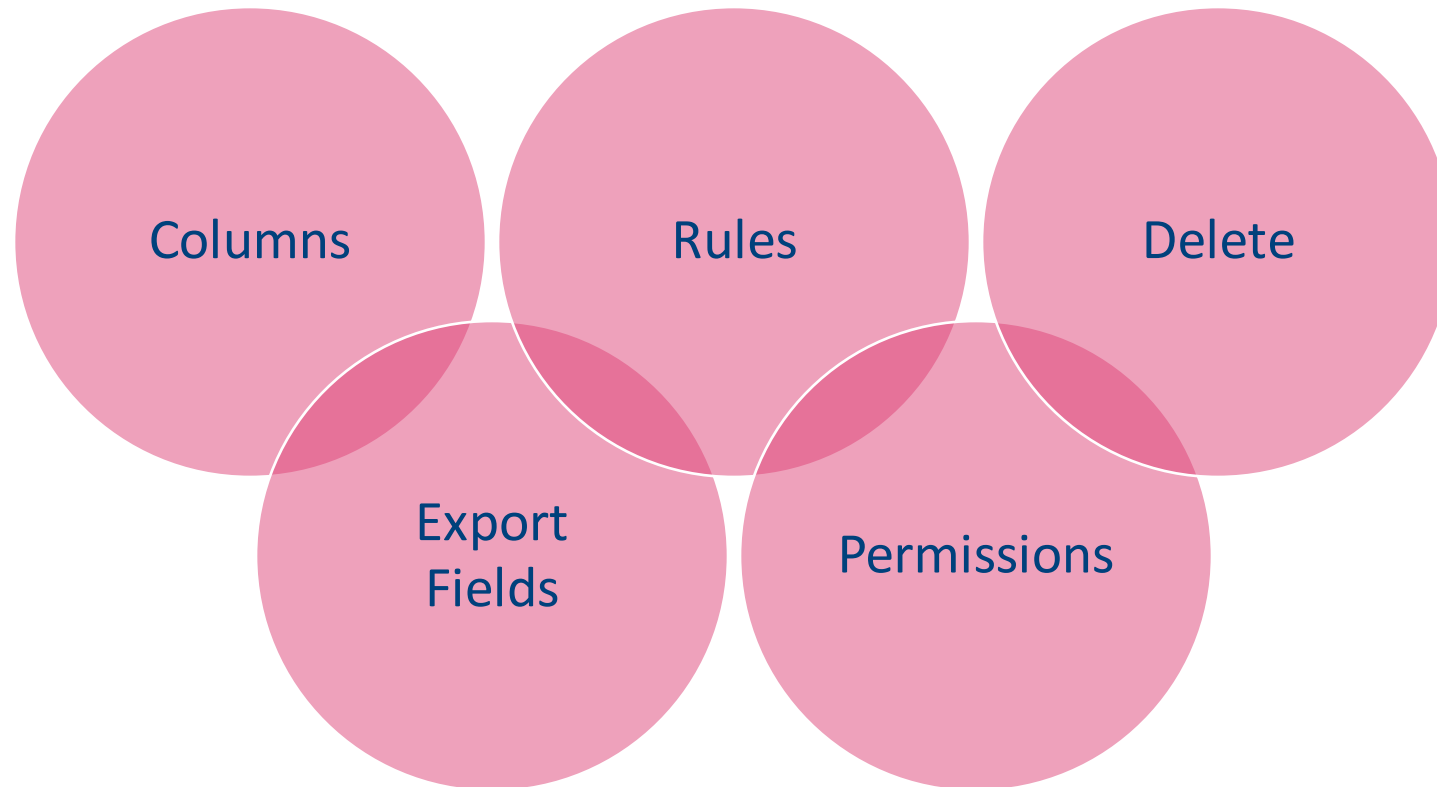 Columns
Rules
Delete
Export
Fields
Permissions